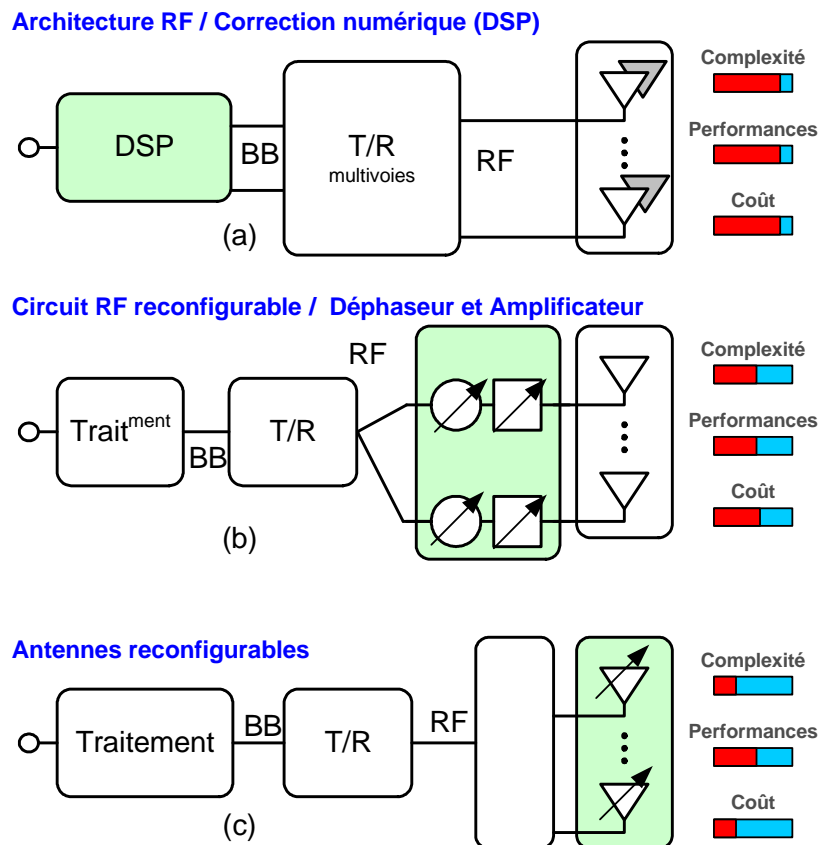 Architecture RF / Correction numérique (DSP)
Complexité
Performances
Coût
DSP
BB
T/R
multivoies
RF
(a)
Circuit RF reconfigurable / Déphaseur et Amplificateur
Complexité
Performances
Coût
RF
Traitment
BB
T/R
(b)
Antennes reconfigurables
Complexité
Performances
Coût
Traitement
BB
T/R
RF
(c)